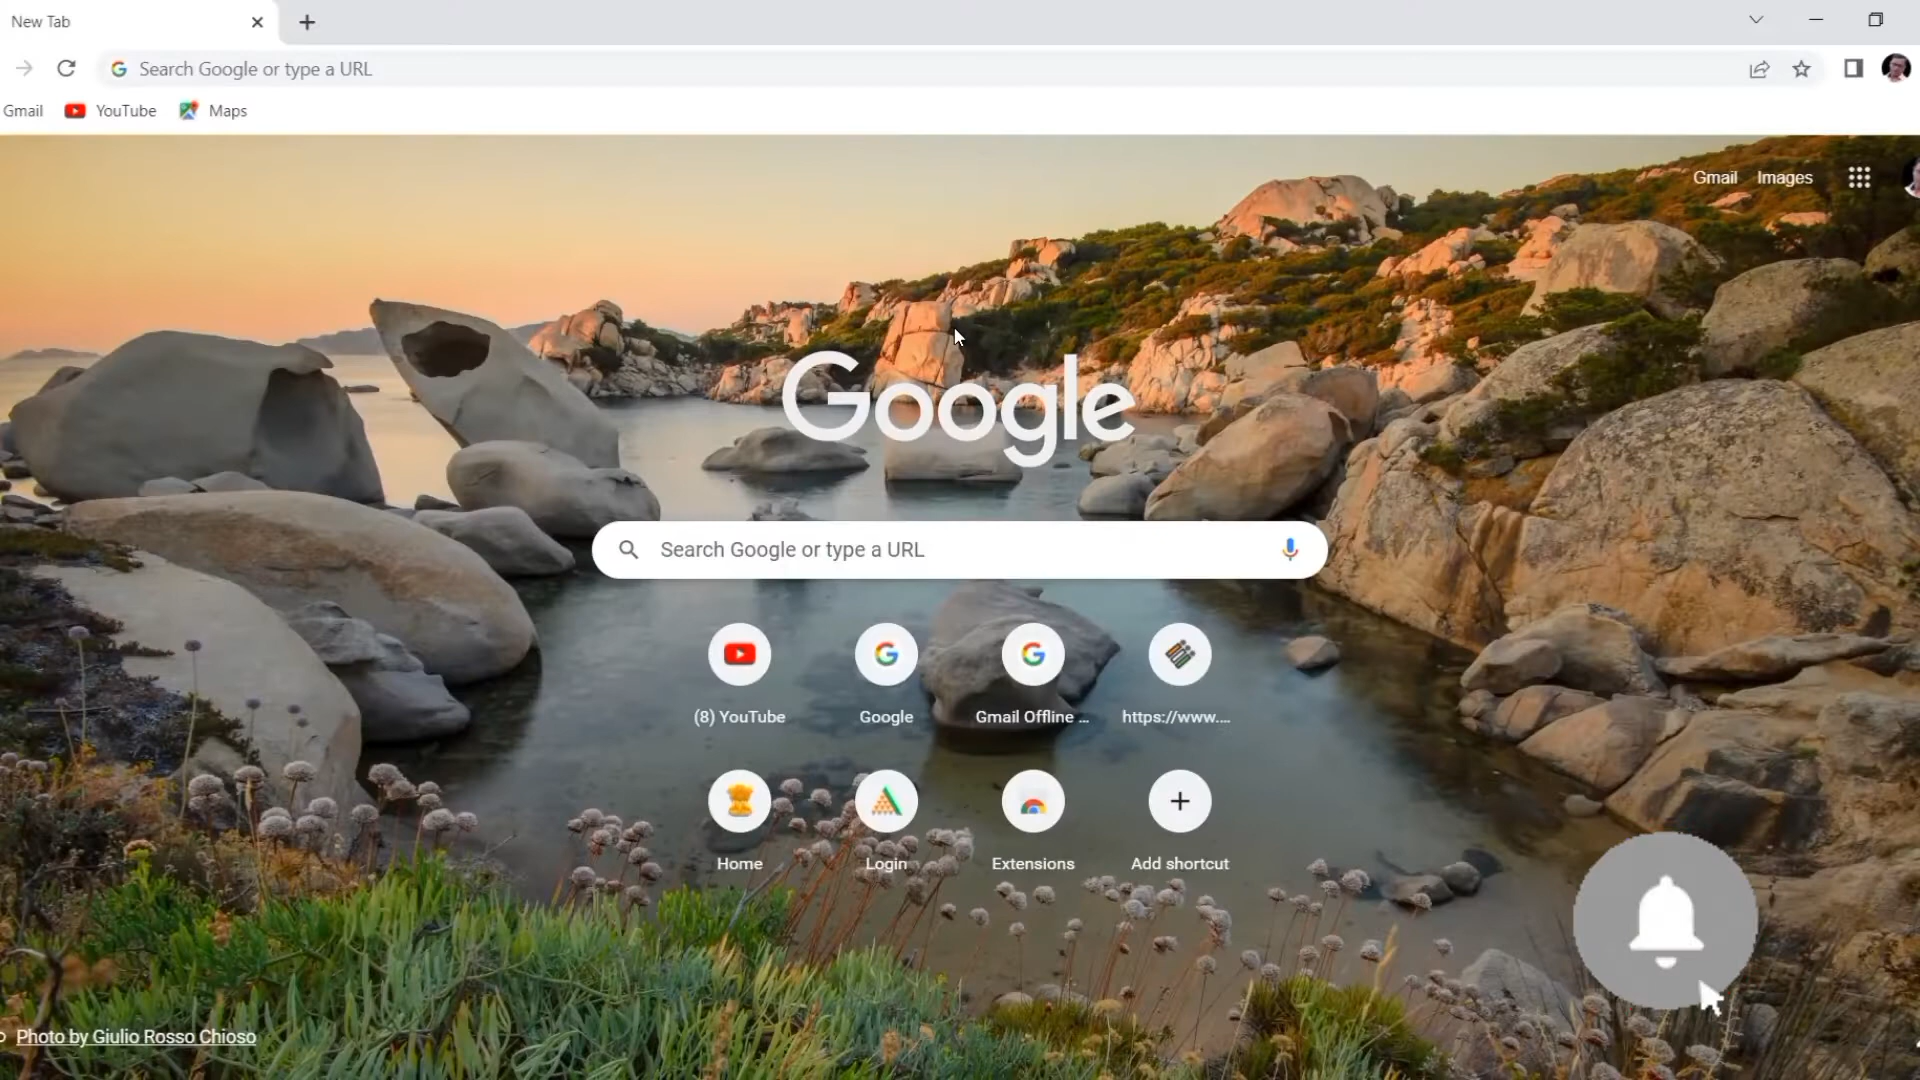 New Tab
Search Google or type a URL
Gmail YouTube Maps
Gmail Images
Google
Search Google or type a URL
(8) YouTube Google Gmail Offline ... https://www....
Home Login Extensions Add shortcut
Photo by Giulio Rosso Chioso